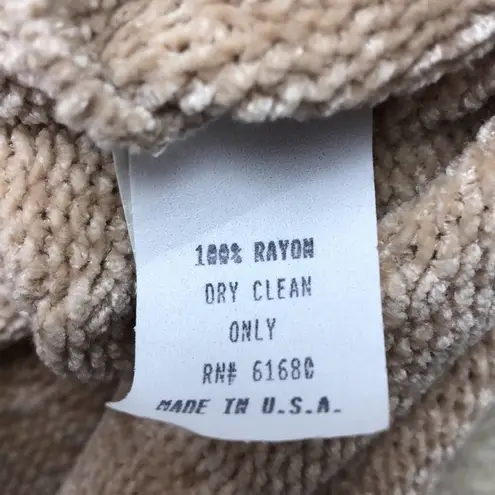 100% RAYON
DRY CLEAN
ONLY
RN# 61680
MADE IN U.S.A.